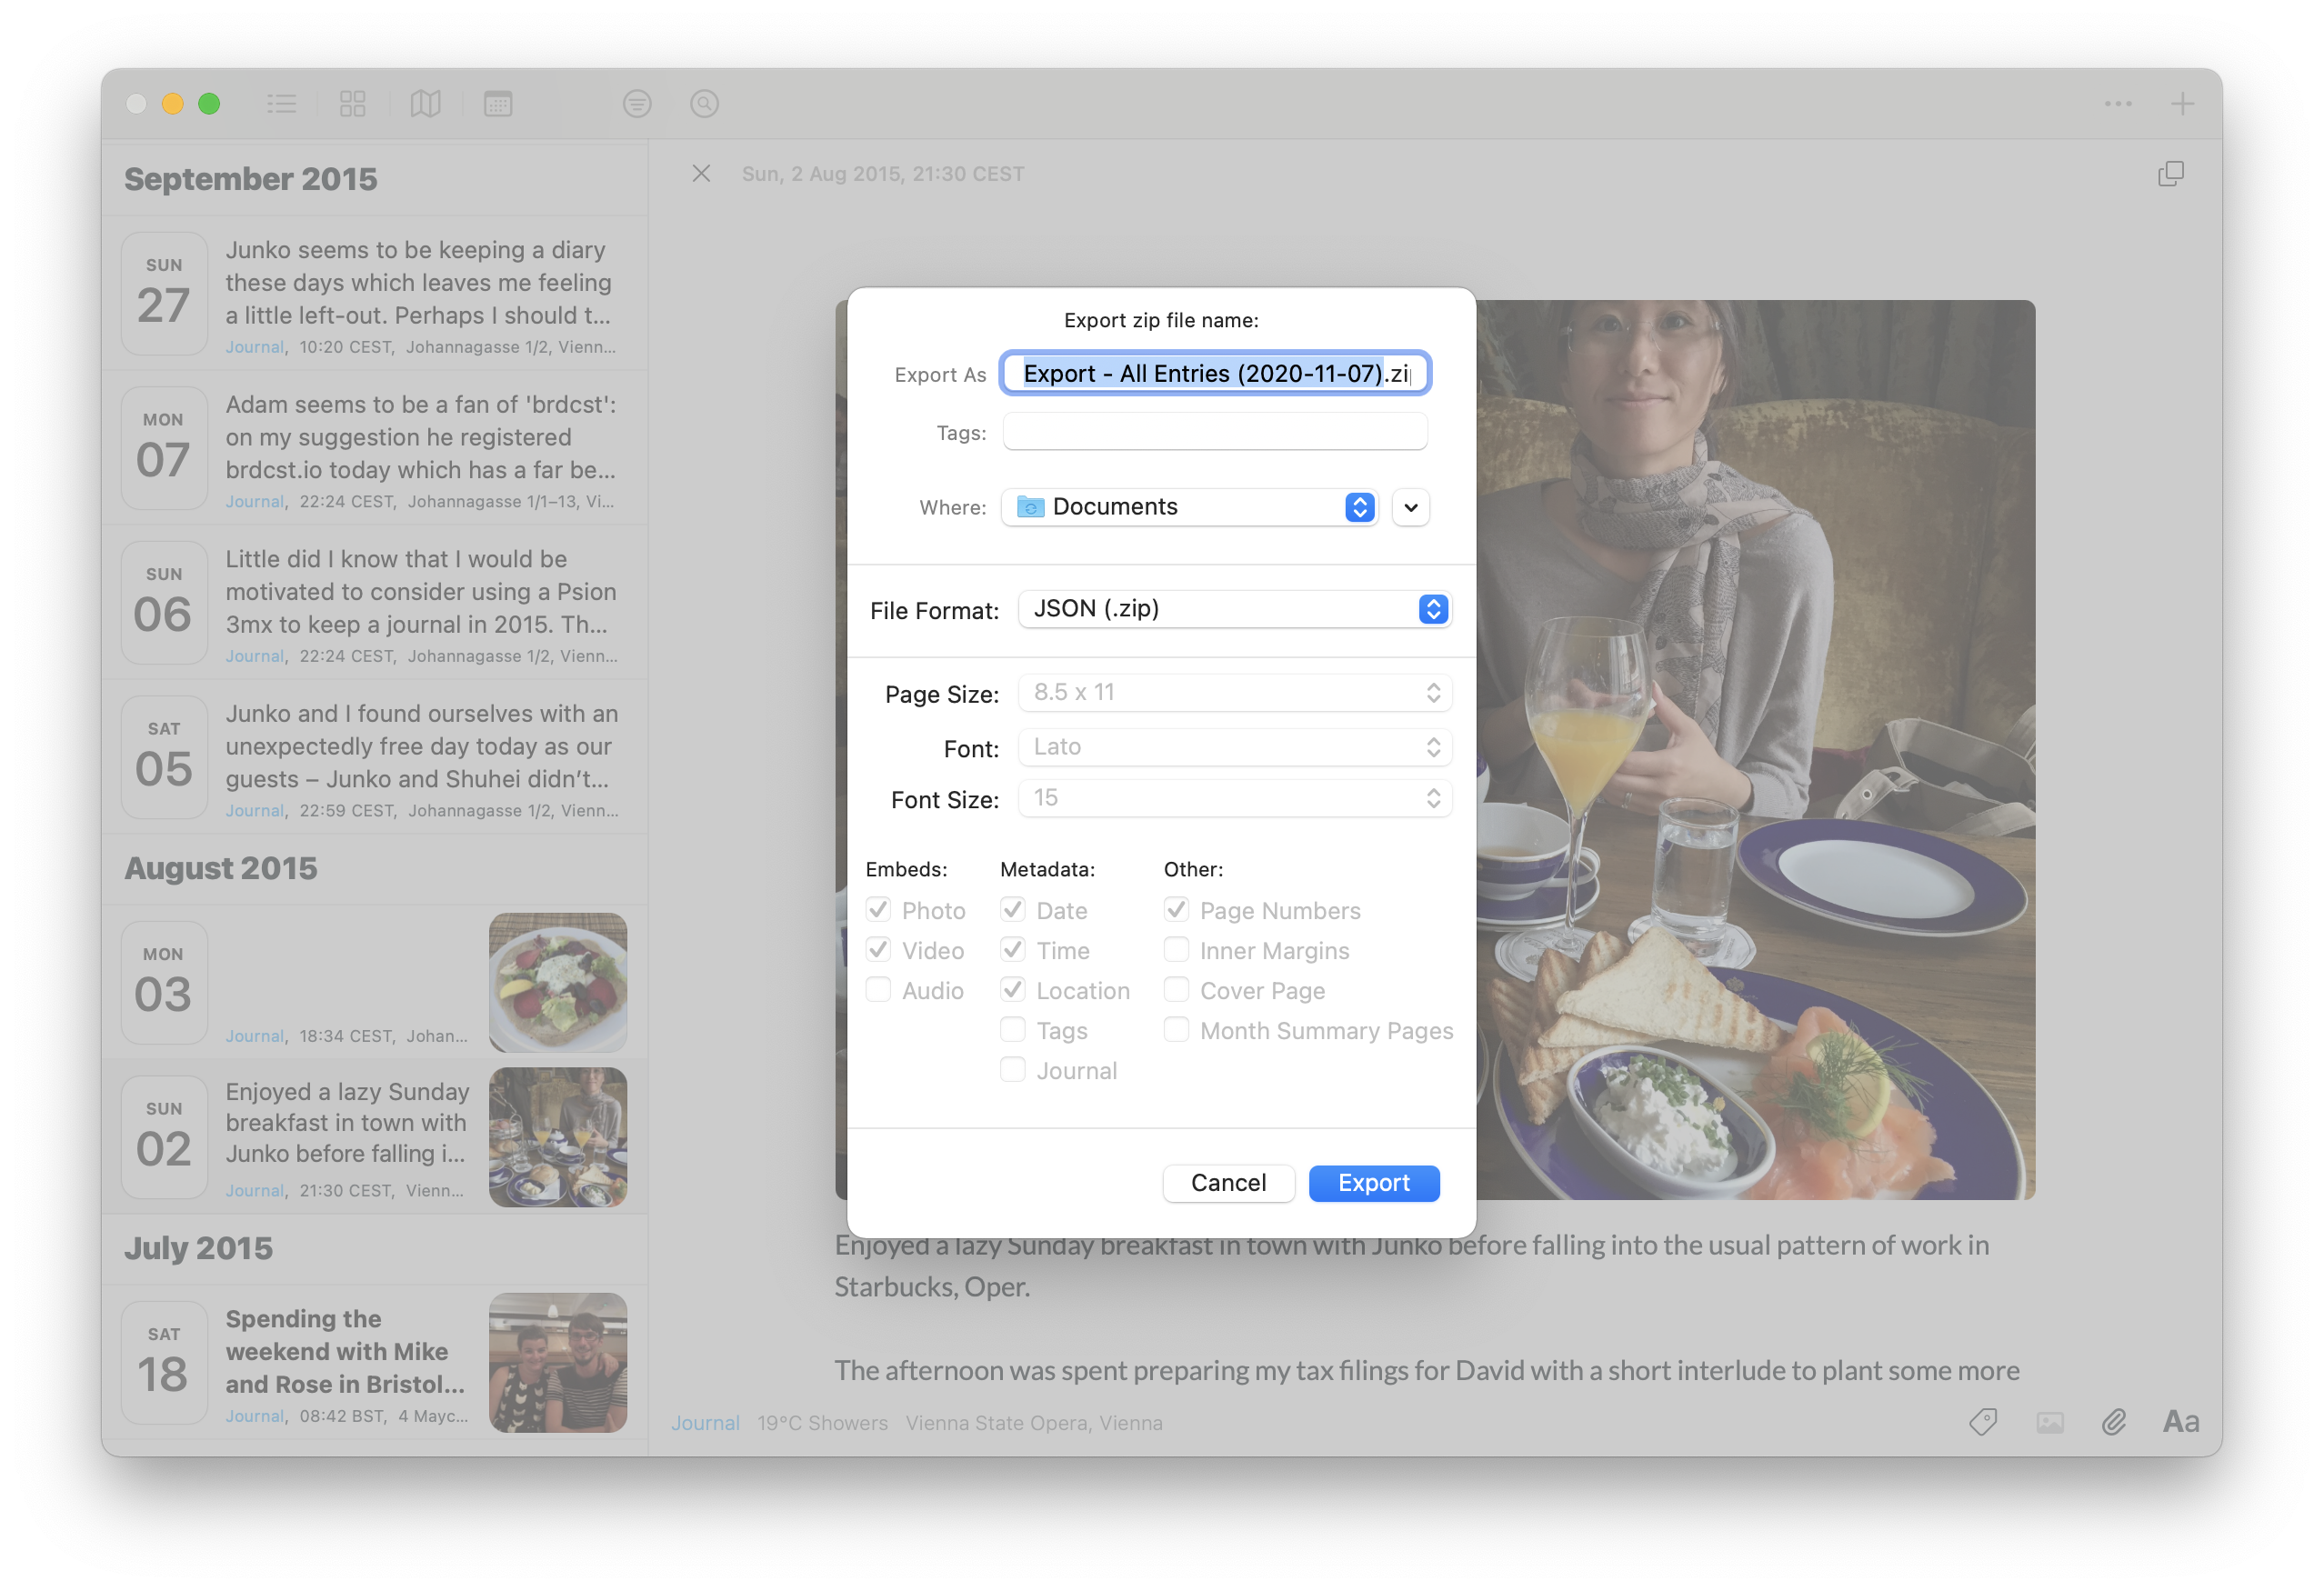 September 2015
SUN
27
Junko seems to be keeping a diary
these days which leaves me feeling
a little left-out. Perhaps I should t...
Journal, 10:20 CEST, Johannagasse 1/2, Vienn...
MON
07
Adam seems to be a fan of 'brdcst':
on my suggestion he registered
brdcst.io today which has a far be...
Journal, 22:24 CEST, Johannagasse 1/1–13, Vi...
SUN
06
Little did I know that I would be
motivated to consider using a Psion
3mx to keep a journal in 2015. Th...
Journal, 22:24 CEST, Johannagasse 1/2, Vienn...
SAT
05
Junko and I found ourselves with an
unexpectedly free day today as our
guests – Junko and Shuhei didn’t...
Journal, 22:59 CEST, Johannagasse 1/2, Vienn...
August 2015
MON
03
Journal, 18:34 CEST, Johan...
SUN
02
Enjoyed a lazy Sunday
breakfast in town with
Junko before falling i...
Journal, 21:30 CEST, Vienn...
July 2015
SAT
18
Spending the
weekend with Mike
and Rose in Bristol...
Journal, 08:42 BST, 4 Mayc...
Sun, 2 Aug 2015, 21:30 CEST
Export zip file name:
Export As Export - All Entries (2020-11-07).zi
Tags:
Where: Documents
File Format: JSON (.zip)
Page Size: 8.5 x 11
Font: Lato
Font Size: 15
Embeds: Metadata: Other:
Photo Date Page Numbers
Video Time Inner Margins
Audio Location Cover Page
Tags Month Summary Pages
Journal
Cancel Export
Enjoyed a lazy Sunday breakfast in town with Junko before falling into the usual pattern of work in
Starbucks, Oper.
The afternoon was spent preparing my tax filings for David with a short interlude to plant some more
Journal 19°C Showers Vienna State Opera, Vienna
Aa